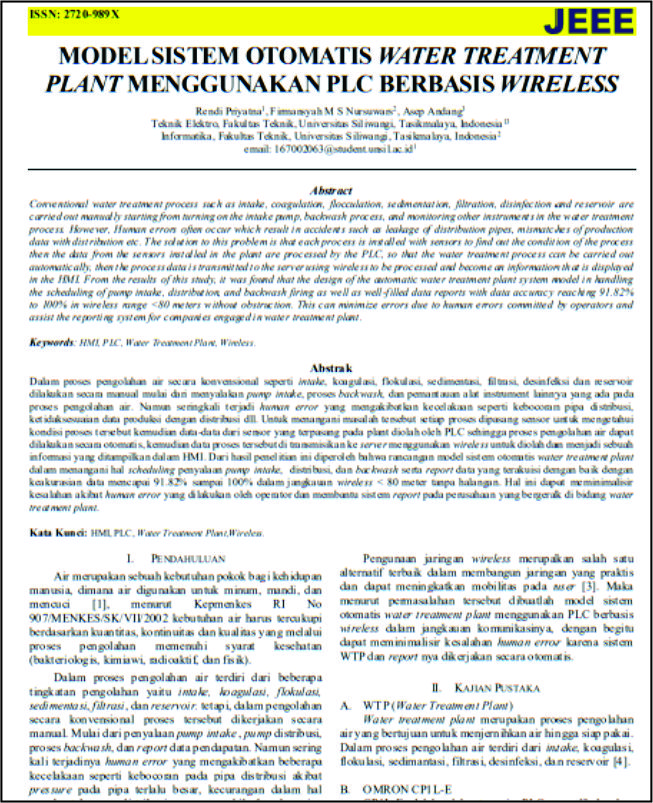 ISSN: 2720-989X
JEEE
MODEL SISTEM OTOMATIS WATER TREATMENT
PLANT MENGGUNAKAN PLC BERBASIS WIRELESS
Rendi Priyatna1, Firmansyah M S Nursuwars2, Asep Andang1
Teknik Elektro, Fakultas Teknik, Universitas Siliwangi, Tasikmalaya, Indonesia
Informatika, Fakultas Teknik, Universitas Siliwangi, Tasikmalaya, Indonesia2
email: 167002063@student.unsil.ac.id1
Abstract
Conventional water treatment process such as intake, coagulation, flocculation, sedimentation, filtration, disinfection and reservoir are
carried out manually starting from turning on the intake pump, backwash process, and monitoring other instruments in the water treatment
process. However, Human errors often occur which result in accidents such as leakage of distribution pipes, mismatches of production
data with distribution etc. The solution to this problem is that each process is installed with sensors to find out the condition of the process
then the data from the sensors installed in the plant are processed by the PLC, so that the water treatment process can be carried out
automatically, then the process data is transmitted to the server using wireless to be processed and become an information that is displayed
in the HMI. From the results of this study, it was found that the design of the automatic water treatment plant system model in handling
the scheduling of pump intake, distribution, and backwash firing as well as well-filled data reports with data accuracy reaching 91.82%
to 100% in wireless range <80 meters without obstruction. This can minimize errors due to human errors committed by operators and
assist the reporting system for companies engaged in water treatment plant.
Keywords: HMI, PLC, Water Treatment Plant, Wireless.
Abstrak
Dalam proses pengolahan air secara konvensional seperti intake, koagulasi, flokulasi, sedimentasi, filtrasi, desinfeksi dan reservoir
dilakukan secara manual mulai dari menyalakan pump intake, proses backwash, dan pemantauan alat instrument lainnya yang ada pada
proses pengolahan air. Namun seringkali terjadi human error yang mengakibatkan kecelakaan seperti kebocoran pipa distribusi,
ketidaksesuaian data produksi dengan distribusi dll. Untuk menangani masalah tersebut setiap proses dipasang sensor untuk mengetahui
kondisi proses tersebut kemudian data-data dari sensor yang terpasang pada plant diolah oleh PLC sehingga proses pengolahan air dapat
dilakukan secara otomatis, kemudian data proses tersebut di transmisikan ke server menggunakan wireless untuk diolah dan menjadi sebuah
informasi yang ditampilkan dalam HMI. Dari hasil penelitian ini diperoleh bahwa rancangan model sistem otomatis water treatment plant
dalam menangani hal scheduling penyalaan pump intake, distribusi, dan backwash serta report data yang terakuisi dengan baik dengan
keakurasian data mencapai 91.82% sampai 100% dalam jangkauan wireless < 80 meter tanpa halangan. Hal ini dapat meminimalisir
kesalahan akibat human error yang dilakukan oleh operator dan membantu sistem report pada perusahaan yang bergerak di bidang water
treatment plant.
Kata Kunci: HMI, PLC, Water Treatment Plant, Wireless.
I. PENDAHULUAN
Air merupakan sebuah kebutuhan pokok bagi kehidupan
manusia, dimana air digunakan untuk minum, mandi, dan
mencuci [1], menurut Kepmenkes RI No
907/MENKES/SK/VII/2002 kebutuhan air harus tercukupi
berdasarkan kuantitas, kontinuitas dan kualitas yang melalui
proses pengolahan memenuhi syarat kesehatan
(bakteriologis, kimiawi, radioaktif, dan fisik).
Dalam proses pengolahan air terdiri dari beberapa
tingkatan pengolahan yaitu intake, koagulasi, flokulasi,
sedimentasi, filtrasi, dan reservoir. tetapi, dalam pengolahan
secara konvensional proses tersebut dikerjakan secara
manual. Mulai dari penyalaan pump intake , pump distribusi,
proses backwash, dan report data pendapatan. Namun sering
kali terjadinya human error yang mengakibatkan beberapa
kecelakaan seperti kebocoran pada pipa distribusi akibat
pressure pada pipa terlalu besar, kecurangan dalam hal
Pengunaan jaringan wireless merupakan salah satu
alternatif terbaik dalam membangun jaringan yang praktis
dan dapat meningkatkan mobilitas pada user [3]. Maka
menurut permasalahan tersebut dibuatlah model sistem
otomatis water treatment plant menggunakan PLC berbasis
wireless dalam jangkauan komunikasinya, dengan begitu
dapat meminimalisir kesalahan human error karena sistem
WTP dan report nya dikerjakan secara otomatis.
II. KAJIAN PUSTAKA
A. WTP (Water Treatment Plant)
Water treatment plant merupakan proses pengolahan
air yang bertujuan untuk menjernihkan air hingga siap pakai.
Dalam proses pengolahan air terdiri dari intake, koagulasi,
flokulasi, sedimantasi, filtrasi, desinfeksi, dan reservoir [4].
B. OMRON CP1L-E